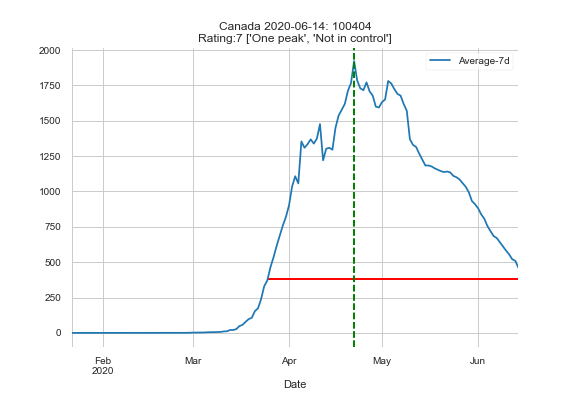 Canada 2020-06-14: 100404
Rating:7 ['One peak', 'Not in control']
Average-7d
2000
1750
1500
1250
1000
750
500
250
0
Feb
2020
Mar
Apr
May
Jun
Date